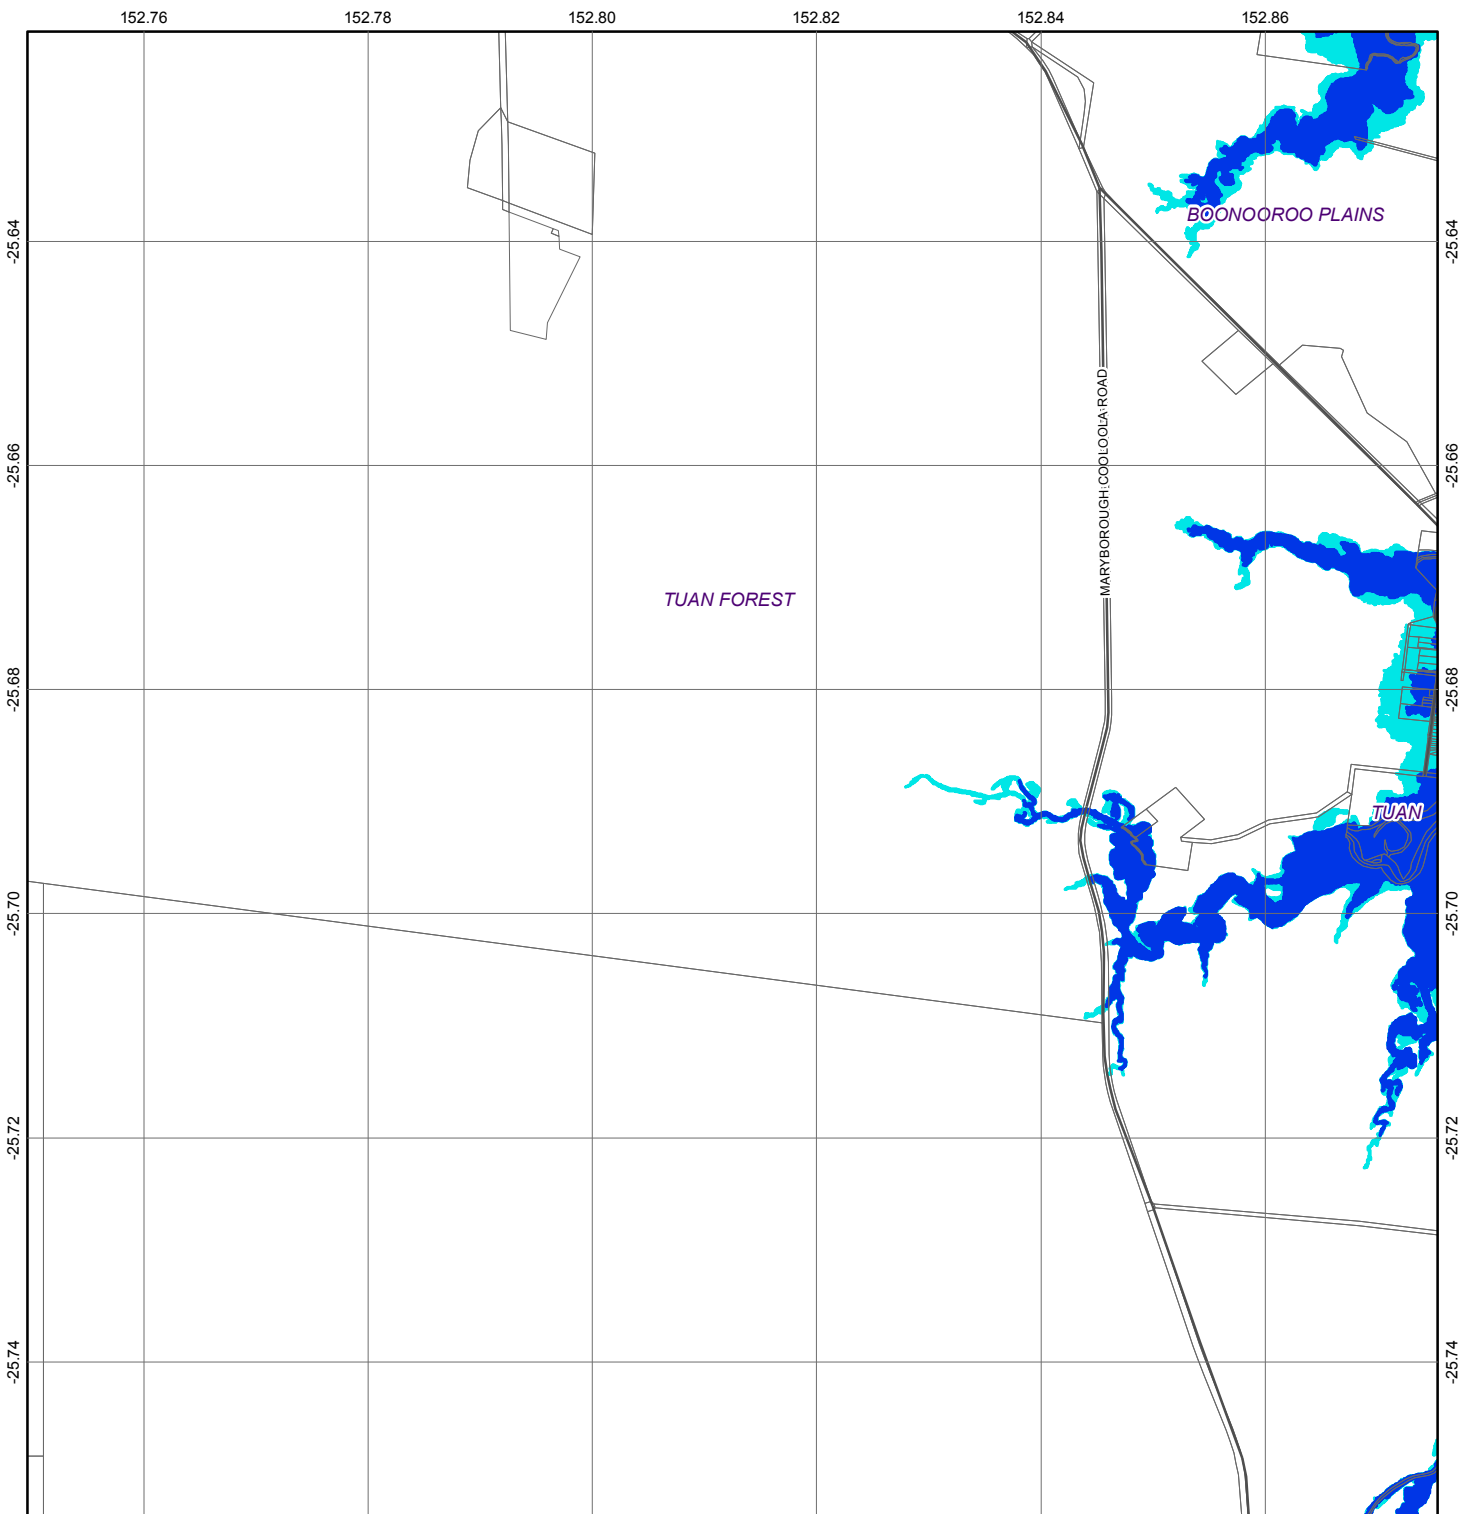 152.76 152.78 152.80 152.82 152.84 152.86
BOONOOROO PLAINS
-25.64 -25.64
MARYBOROUGH COOLOOLA ROAD
-25.66 -25.66
TUAN FOREST
-25.68 -25.68
TUAN
-25.70 -25.70
-25.72 -25.72
-25.74 -25.74